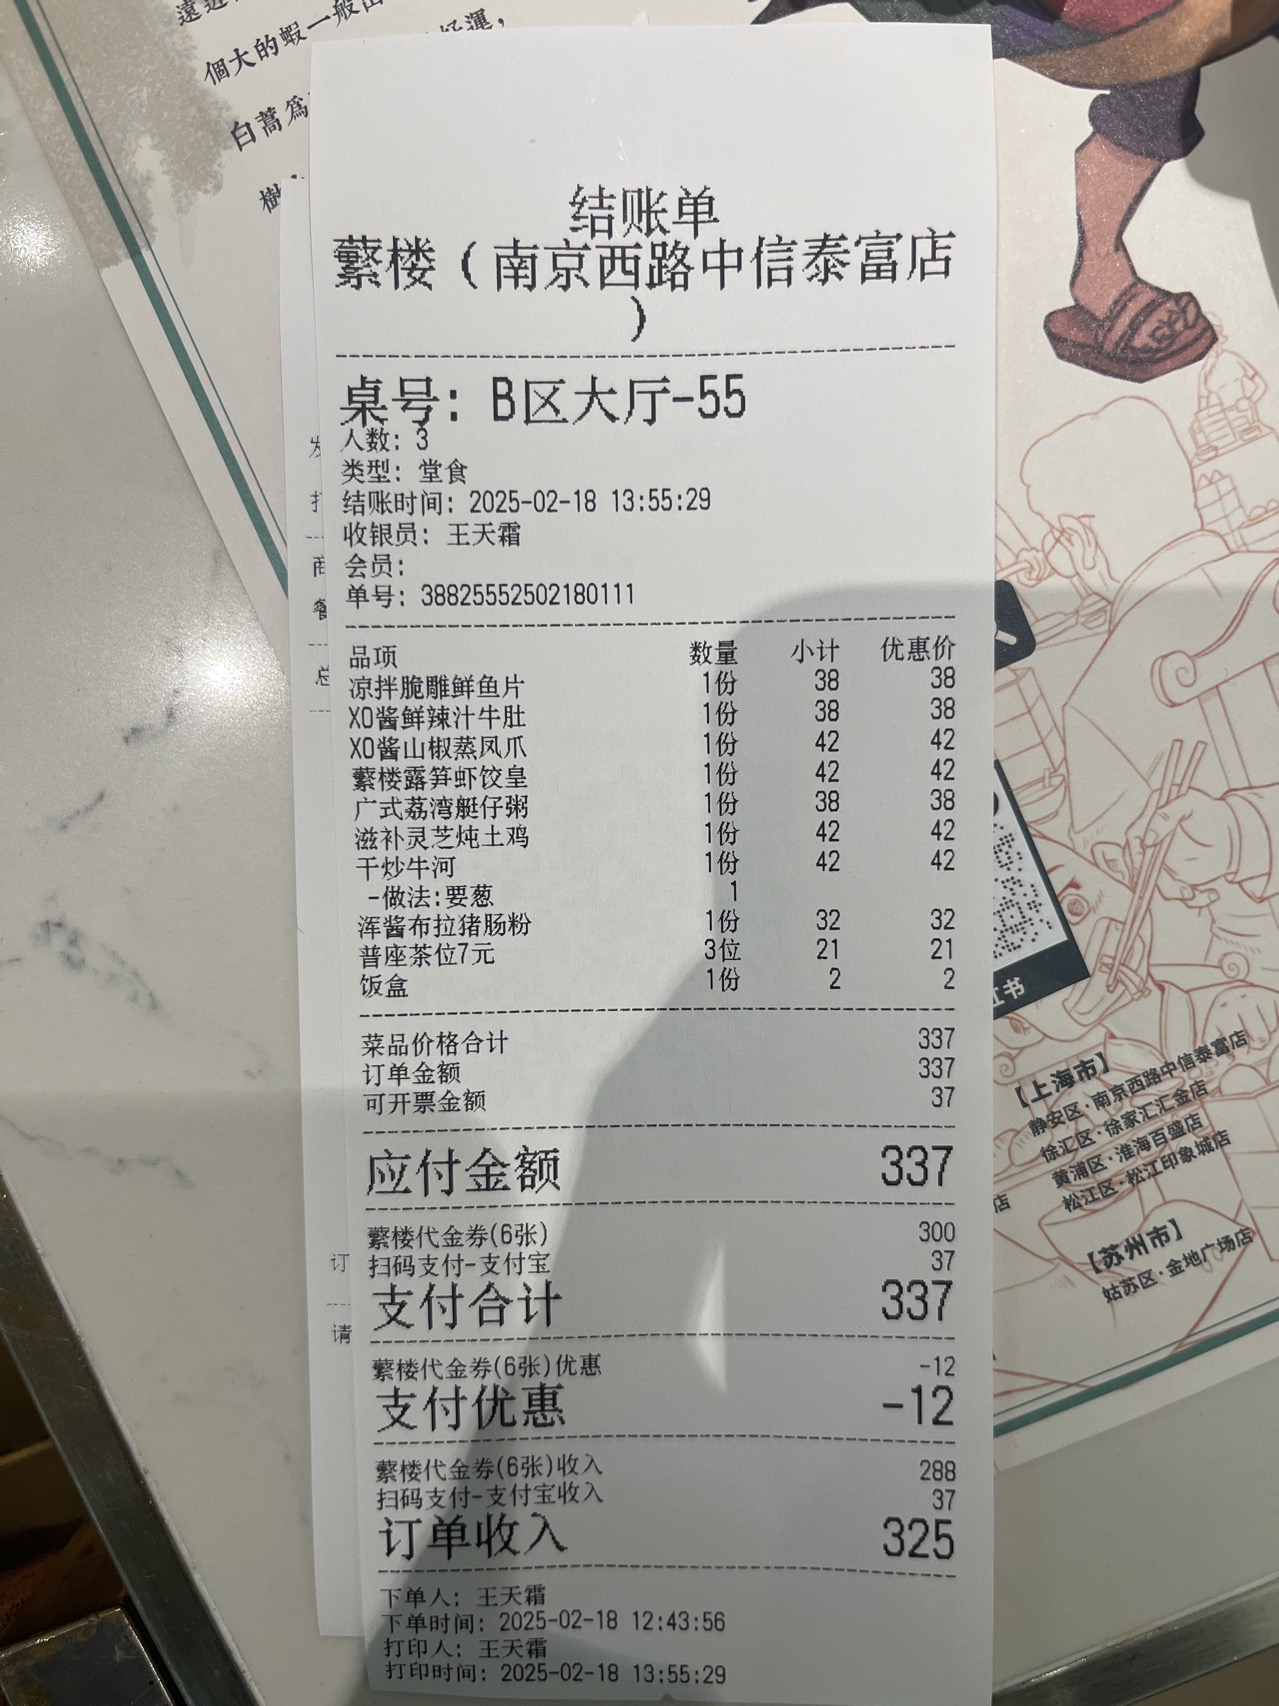 個大的蝦一般出
好運，
白蒿爲
樹
结账单
蘩楼（南京西路中信泰富店
）
桌号：B区大厅-55
人数：3
类型：堂食
结账时间：2025-02-18 13:55:29
收银员：王天霜
会员：
单号：38825552502180111
品项 数量 小计 优惠价
凉拌脆雕鲜鱼片 1份 38 38
XO酱鲜辣汁牛肚 1份 38 38
XO酱山椒蒸凤爪 1份 42 42
蘩楼露笋虾饺皇 1份 42 42
广式荔湾艇仔粥 1份 38 38
滋补灵芝炖土鸡 1份 42 42
干炒牛河 1份 42 42
-做法:要葱 1
浑酱布拉猪肠粉 1份 32 32
普座茶位7元 3位 21 21
饭盒 1份 2 2
菜品价格合计 337
订单金额 337
可开票金额 37
应付金额 337
蘩楼代金券(6张) 300
扫码支付-支付宝 37
支付合计 337
蘩楼代金券(6张)优惠 -12
支付优惠 -12
蘩楼代金券(6张)收入 288
扫码支付-支付宝收入 37
订单收入 325
下单人：王天霜
下单时间：2025-02-18 12:43:56
打印人：王天霜
打印时间：2025-02-18 13:55:29
订
请
书
【上海市】
静安区·南京西路中信泰富店
徐汇区·徐家汇汇金店
黄浦区·淮海百盛店
松江区·松江印象城店
店
【苏州市】
姑苏区·金地广场店